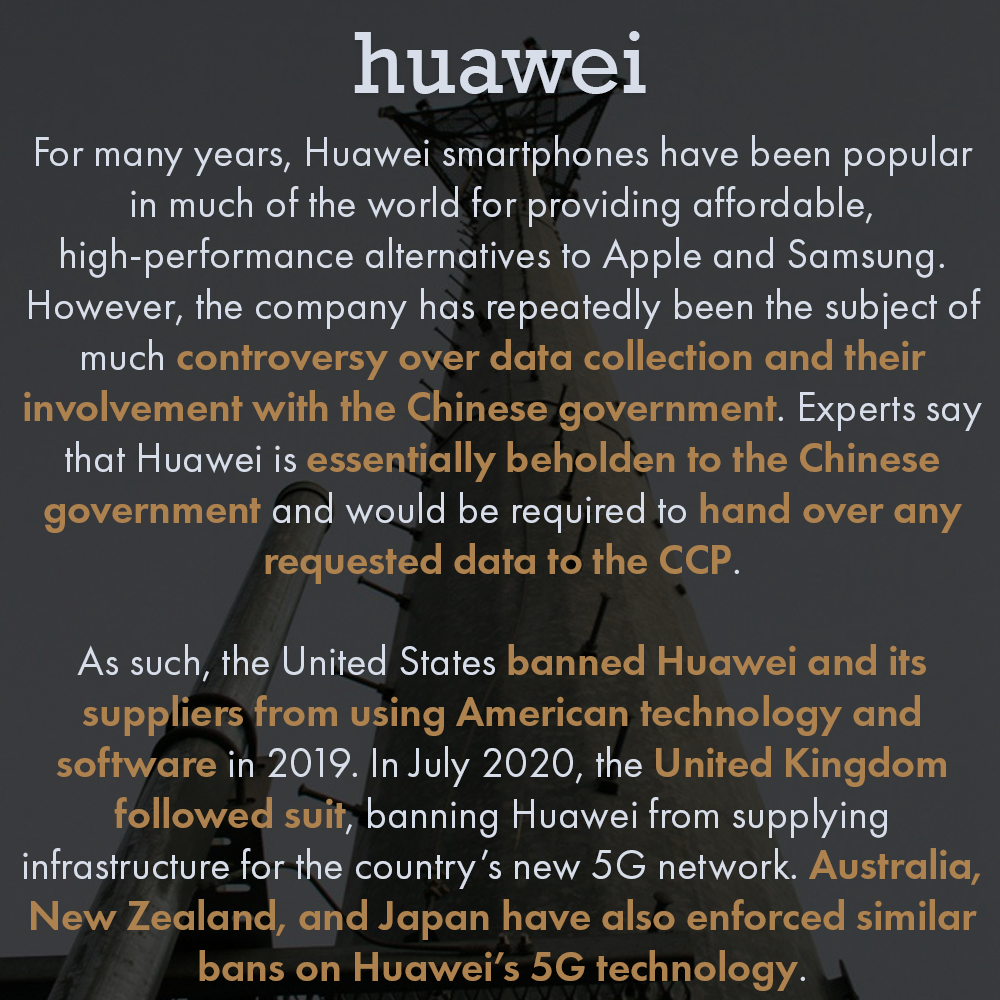 huawei
For many years, Huawei smartphones have been popular
in much of the world for providing affordable,
high-performance alternatives to Apple and Samsung.
However, the company has repeatedly been the subject of
much controversy over data collection and their
involvement with the Chinese government. Experts say
that Huawei is essentially beholden to the Chinese
government and would be required to hand over any
requested data to the CCP.
As such, the United States banned Huawei and its
suppliers from using American technology and
software in 2019. In July 2020, the United Kingdom
followed suit, banning Huawei from supplying
infrastructure for the country’s new 5G network. Australia,
New Zealand, and Japan have also enforced similar
bans on Huawei’s 5G technology.